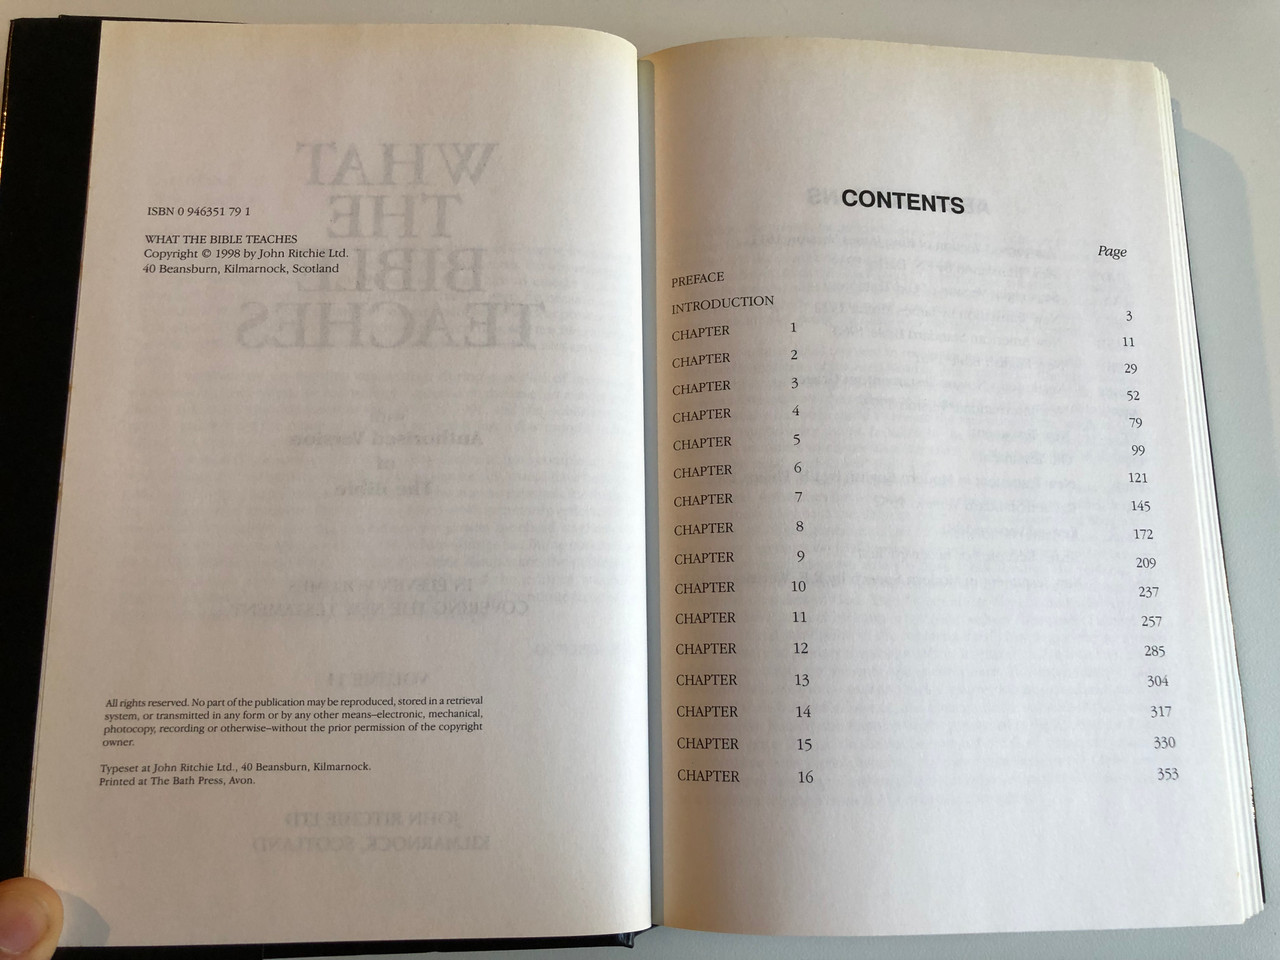 ISBN 0 946351 79 1
WHAT THE BIBLE TEACHES
Copyright © 1998 by John Ritchie Ltd.
40 Beansburn, Kilmarnock, Scotland
All rights reserved. No part of the publication may be reproduced, stored in a retrieval
system, or transmitted in any form or by any other means–electronic, mechanical,
photocopy, recording or otherwise–without the prior permission of the copyright
owner.
Typeset at John Ritchie Ltd., 40 Beansburn, Kilmarnock.
Printed at The Bath Press, Avon.
CONTENTS
Page
PREFACE
INTRODUCTION 3
CHAPTER 1 11
CHAPTER 2 29
CHAPTER 3 52
CHAPTER 4 79
CHAPTER 5 99
CHAPTER 6 121
CHAPTER 7 145
CHAPTER 8 172
CHAPTER 9 209
CHAPTER 10 237
CHAPTER 11 257
CHAPTER 12 285
CHAPTER 13 304
CHAPTER 14 317
CHAPTER 15 330
CHAPTER 16 353